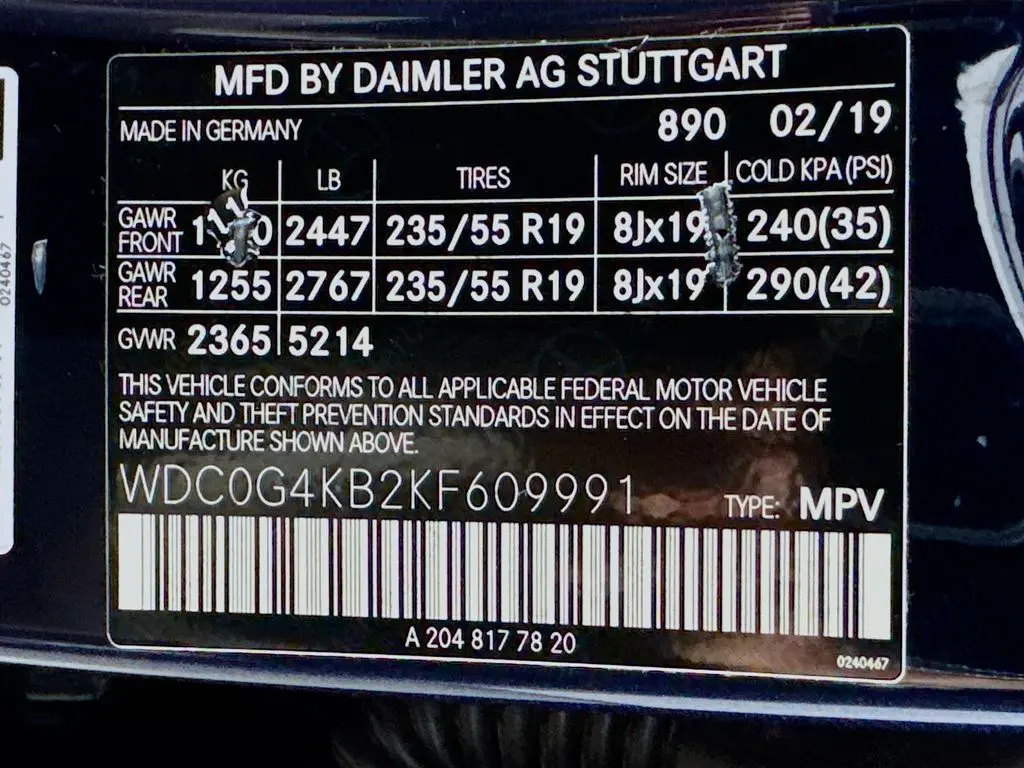 MFD BY DAIMLER AG STUTTGART
MADE IN GERMANY 890 02/19
KG LB TIRES RIM SIZE COLD KPA (PSI)
GAWR FRONT 2447 235/55 R19 8Jx19 240(35)
GAWR REAR 1255 2767 235/55 R19 8Jx19 290(42)
GVWR 2365 5214
THIS VEHICLE CONFORMS TO ALL APPLICABLE FEDERAL MOTOR VEHICLE
SAFETY AND THEFT PREVENTION STANDARDS IN EFFECT ON THE DATE OF
MANUFACTURE SHOWN ABOVE.
WDC0G4KB2KF609991 TYPE: MPV
A 204 817 78 20
0240467
0240467